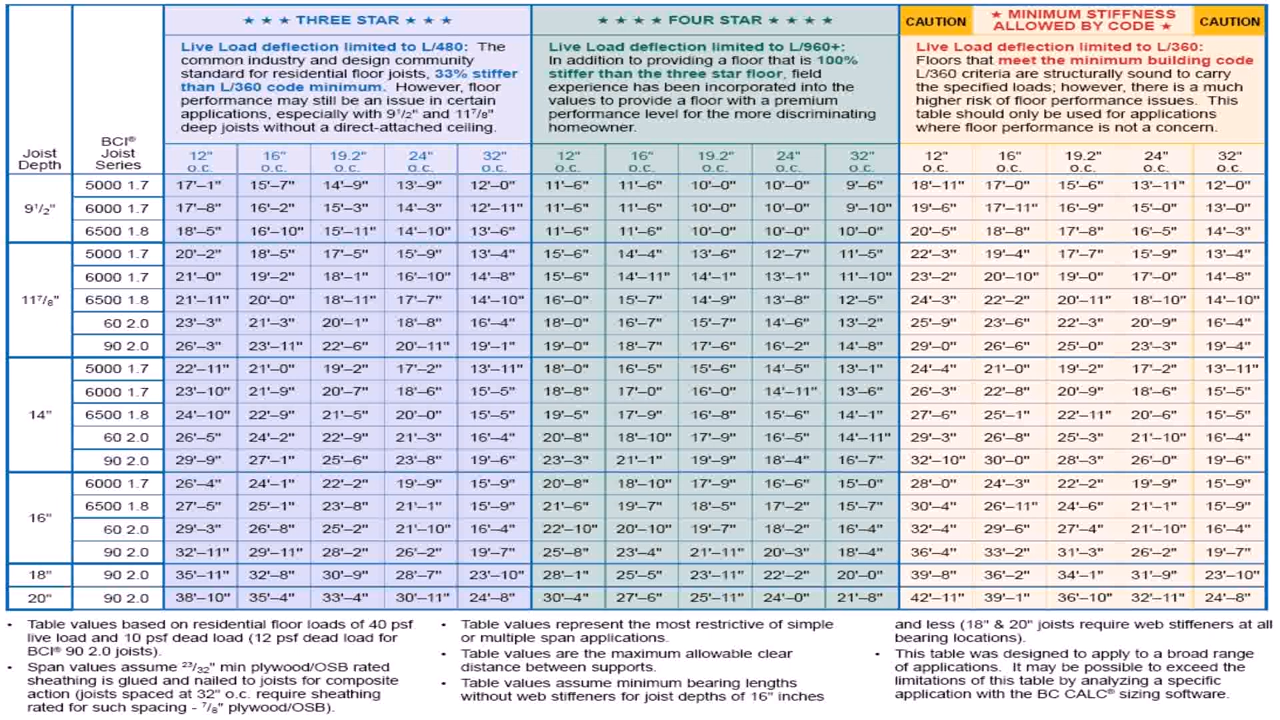 ★ ★ ★ THREE STAR ★ ★ ★
★ ★ ★ ★ FOUR STAR ★ ★ ★ ★
CAUTION
★ MINIMUM STIFFNESS
ALLOWED BY CODE ★
CAUTION
Live Load deflection limited to L/480: The
common industry and design community
standard for residential floor joists, 33% stiffer
than L/360 code minimum. However, floor
performance may still be an issue in certain
applications, especially with 9½" and 11⅞"
deep joists without a direct-attached ceiling.
Live Load deflection limited to L/960+:
In addition to providing a floor that is 100%
stiffer than the three star floor, field
experience has been incorporated into the
values to provide a floor with a premium
performance level for the more discriminating
homeowner.
Live Load deflection limited to L/360:
Floors that meet the minimum building code
L/360 criteria are structurally sound to carry
the specified loads; however, there is a much
higher risk of floor performance issues. This
table should only be used for applications
where floor performance is not a concern.
Joist
Depth
BCI®
Joist
Series
12" o.c. 16" o.c. 19.2" o.c. 24" o.c. 32" o.c. 12" o.c. 16" o.c. 19.2" o.c. 24" o.c. 32" o.c. 12" o.c. 16" o.c. 19.2" o.c. 24" o.c. 32" o.c.
9½"
5000 1.7 17'–1" 15'–7" 14'–9" 13'–9" 12'–0" 11'–6" 11'–6" 10'–0" 10'–0" 9'–6" 18'–11" 17'–0" 15'–6" 13'–11" 12'–0"
6000 1.7 17'–8" 16'–2" 15'–3" 14'–3" 12'–11" 11'–6" 11'–6" 10'–0" 10'–0" 9'–10" 19'–6" 17'–11" 16'–9" 15'–0" 13'–0"
6500 1.8 18'–5" 16'–10" 15'–11" 14'–10" 13'–6" 11'–6" 11'–6" 10'–0" 10'–0" 10'–0" 20'–5" 18'–8" 17'–8" 16'–5" 14'–3"
11⅞"
5000 1.7 20'–2" 18'–5" 17'–5" 15'–9" 13'–4" 15'–6" 14'–4" 13'–6" 12'–7" 11'–5" 22'–3" 19'–4" 17'–7" 15'–9" 13'–4"
6000 1.7 21'–0" 19'–2" 18'–1" 16'–10" 14'–8" 15'–6" 14'–11" 14'–1" 13'–1" 11'–10" 23'–2" 20'–10" 19'–0" 17'–0" 14'–8"
6500 1.8 21'–11" 20'–0" 18'–11" 17'–7" 14'–10" 16'–0" 15'–7" 14'–9" 13'–8" 12'–5" 24'–3" 22'–2" 20'–11" 18'–10" 14'–10"
60 2.0 23'–3" 21'–3" 20'–1" 18'–8" 16'–4" 18'–0" 16'–7" 15'–7" 14'–6" 13'–2" 25'–9" 23'–6" 22'–3" 20'–9" 16'–4"
90 2.0 26'–3" 23'–11" 22'–6" 20'–11" 19'–1" 19'–0" 18'–7" 17'–6" 16'–2" 14'–8" 29'–0" 26'–6" 25'–0" 23'–3" 19'–4"
14"
5000 1.7 22'–11" 21'–0" 19'–2" 17'–2" 13'–11" 18'–0" 16'–5" 15'–6" 14'–5" 13'–1" 24'–4" 21'–0" 19'–2" 17'–2" 13'–11"
6000 1.7 23'–10" 21'–9" 20'–7" 18'–6" 15'–5" 18'–8" 17'–0" 16'–0" 14'–11" 13'–6" 26'–3" 22'–8" 20'–9" 18'–6" 15'–5"
6500 1.8 24'–10" 22'–9" 21'–5" 20'–0" 15'–5" 19'–5" 17'–9" 16'–8" 15'–6" 14'–1" 27'–6" 25'–1" 22'–11" 20'–6" 15'–5"
60 2.0 26'–5" 24'–2" 22'–9" 21'–3" 16'–4" 20'–8" 18'–10" 17'–9" 16'–5" 14'–11" 29'–3" 26'–8" 25'–3" 21'–10" 16'–4"
90 2.0 29'–9" 27'–1" 25'–6" 23'–8" 19'–6" 23'–3" 21'–1" 19'–9" 18'–4" 16'–7" 32'–10" 30'–0" 28'–3" 26'–0" 19'–6"
16"
6000 1.7 26'–4" 24'–1" 22'–2" 19'–9" 15'–9" 20'–8" 18'–10" 17'–9" 16'–6" 15'–0" 28'–0" 24'–3" 22'–2" 19'–9" 15'–9"
6500 1.8 27'–5" 25'–1" 23'–8" 21'–1" 15'–9" 21'–6" 19'–7" 18'–5" 17'–2" 15'–7" 30'–4" 26'–11" 24'–6" 21'–1" 15'–9"
60 2.0 29'–3" 26'–8" 25'–2" 21'–10" 16'–4" 22'–10" 20'–10" 19'–7" 18'–2" 16'–4" 32'–4" 29'–6" 27'–4" 21'–10" 16'–4"
90 2.0 32'–11" 29'–11" 28'–2" 26'–2" 19'–7" 25'–8" 23'–4" 21'–11" 20'–3" 18'–4" 36'–4" 33'–2" 31'–3" 26'–2" 19'–7"
18" 90 2.0 35'–11" 32'–8" 30'–9" 28'–7" 23'–10" 28'–1" 25'–5" 23'–11" 22'–2" 20'–0" 39'–8" 36'–2" 34'–1" 31'–9" 23'–10"
20" 90 2.0 38'–10" 35'–4" 33'–4" 30'–11" 24'–8" 30'–4" 27'–6" 25'–11" 24'–0" 21'–8" 42'–11" 39'–1" 36'–10" 32'–11" 24'–8"
• Table values based on residential floor loads of 40 psf
live load and 10 psf dead load (12 psf dead load for
BCI® 90 2.0 joists).
• Span values assume 23/32" min plywood/OSB rated
sheathing is glued and nailed to joists for composite
action (joists spaced at 32" o.c. require sheathing
rated for such spacing - ⅞" plywood/OSB).
• Table values represent the most restrictive of simple
or multiple span applications.
• Table values are the maximum allowable clear
distance between supports.
• Table values assume minimum bearing lengths
without web stiffeners for joist depths of 16" inches
and less (18" & 20" joists require web stiffeners at all
bearing locations).
• This table was designed to apply to a broad range
of applications. It may be possible to exceed the
limitations of this table by analyzing a specific
application with the BC CALC® sizing software.